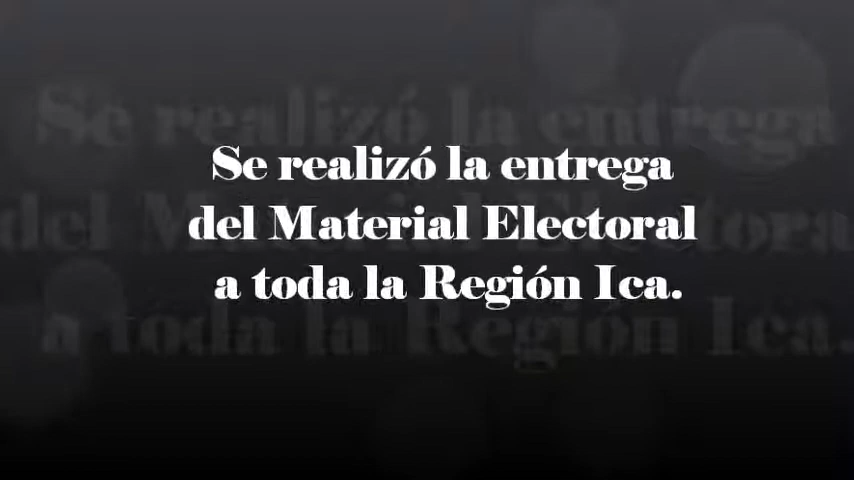 Se realizó la entrega
del Material Electoral
a toda la Región Ica.